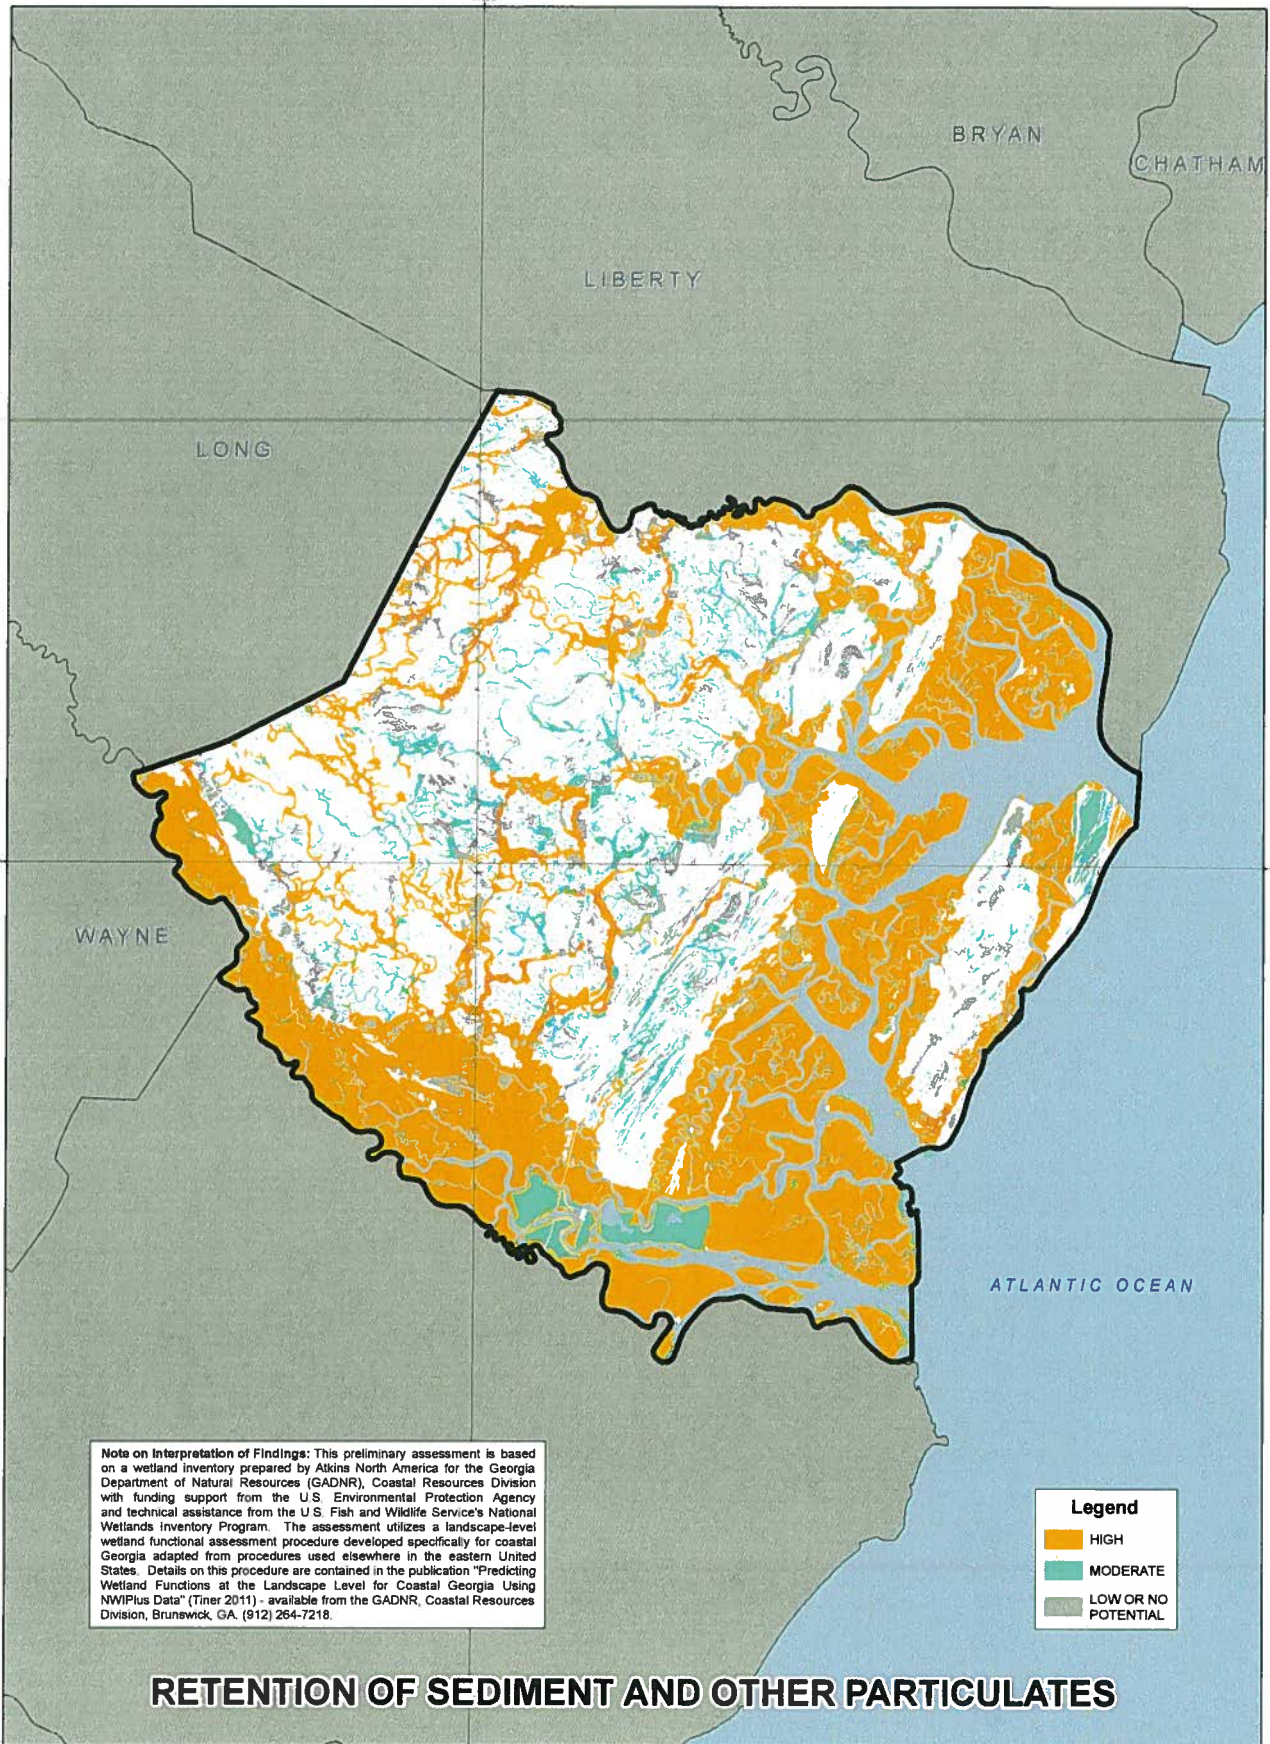 BRYAN
CHATHAM
LIBERTY
LONG
WAYNE
ATLANTIC OCEAN
Note on Interpretation of Findings: This preliminary assessment is based
on a wetland inventory prepared by Atkins North America for the Georgia
Department of Natural Resources (GADNR), Coastal Resources Division
with funding support from the U.S. Environmental Protection Agency
and technical assistance from the U.S. Fish and Wildlife Service's National
Wetlands Inventory Program. The assessment utilizes a landscape-level
wetland functional assessment procedure developed specifically for coastal
Georgia adapted from procedures used elsewhere in the eastern United
States. Details on this procedure are contained in the publication "Predicting
Wetland Functions at the Landscape Level for Coastal Georgia Using
NWIPlus Data" (Tiner 2011) - available from the GADNR, Coastal Resources
Division, Brunswick, GA. (912) 264-7218.
Legend
HIGH
MODERATE
LOW OR NO
POTENTIAL
RETENTION OF SEDIMENT AND OTHER PARTICULATES